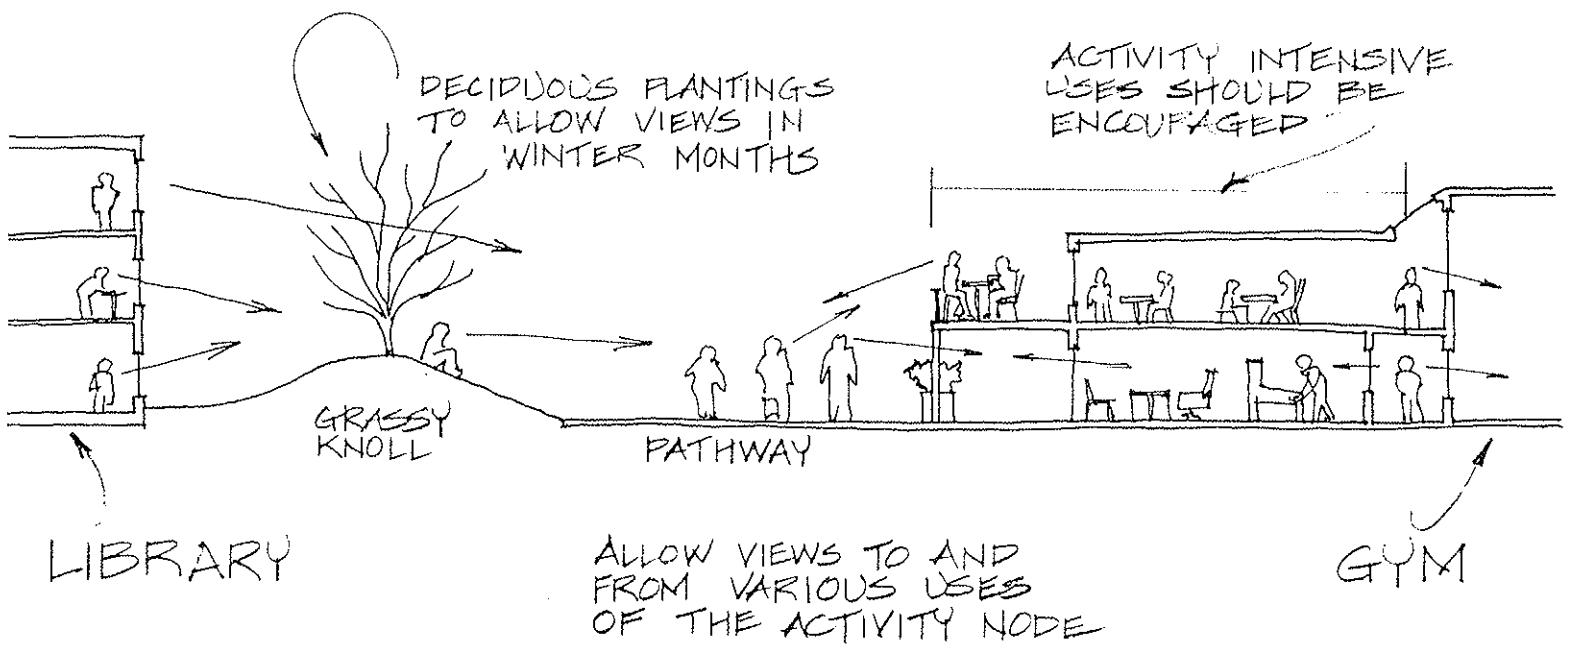 DECIDUOUS PLANTINGS
TO ALLOW VIEWS IN
WINTER MONTHS
ACTIVITY INTENSIVE
USES SHOULD BE
ENCOURAGED
GRASSY
KNOLL
PATHWAY
LIBRARY
ALLOW VIEWS TO AND
FROM VARIOUS USES
OF THE ACTIVITY NODE
GYM